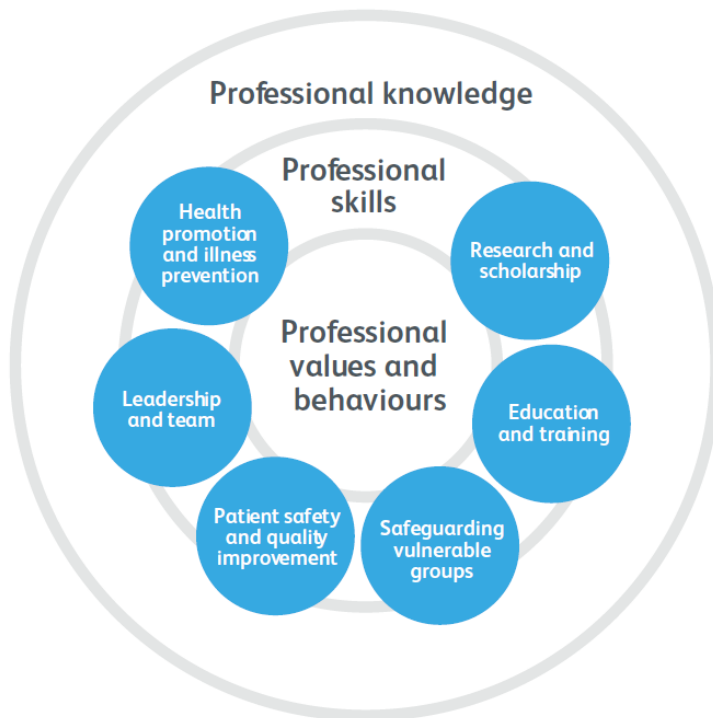 Professional knowledge
Professional
skills
Health
promotion
and illness
prevention
Research and
scholarship
Professional
values and
behaviours
Leadership
and team
Education
and training
Patient safety
and quality
improvement
Safeguarding
vulnerable
groups